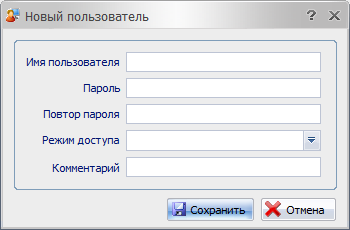 Новый пользователь
Имя пользователя
Пароль
Повтор пароля
Режим доступа
Комментарий
Сохранить Отмена